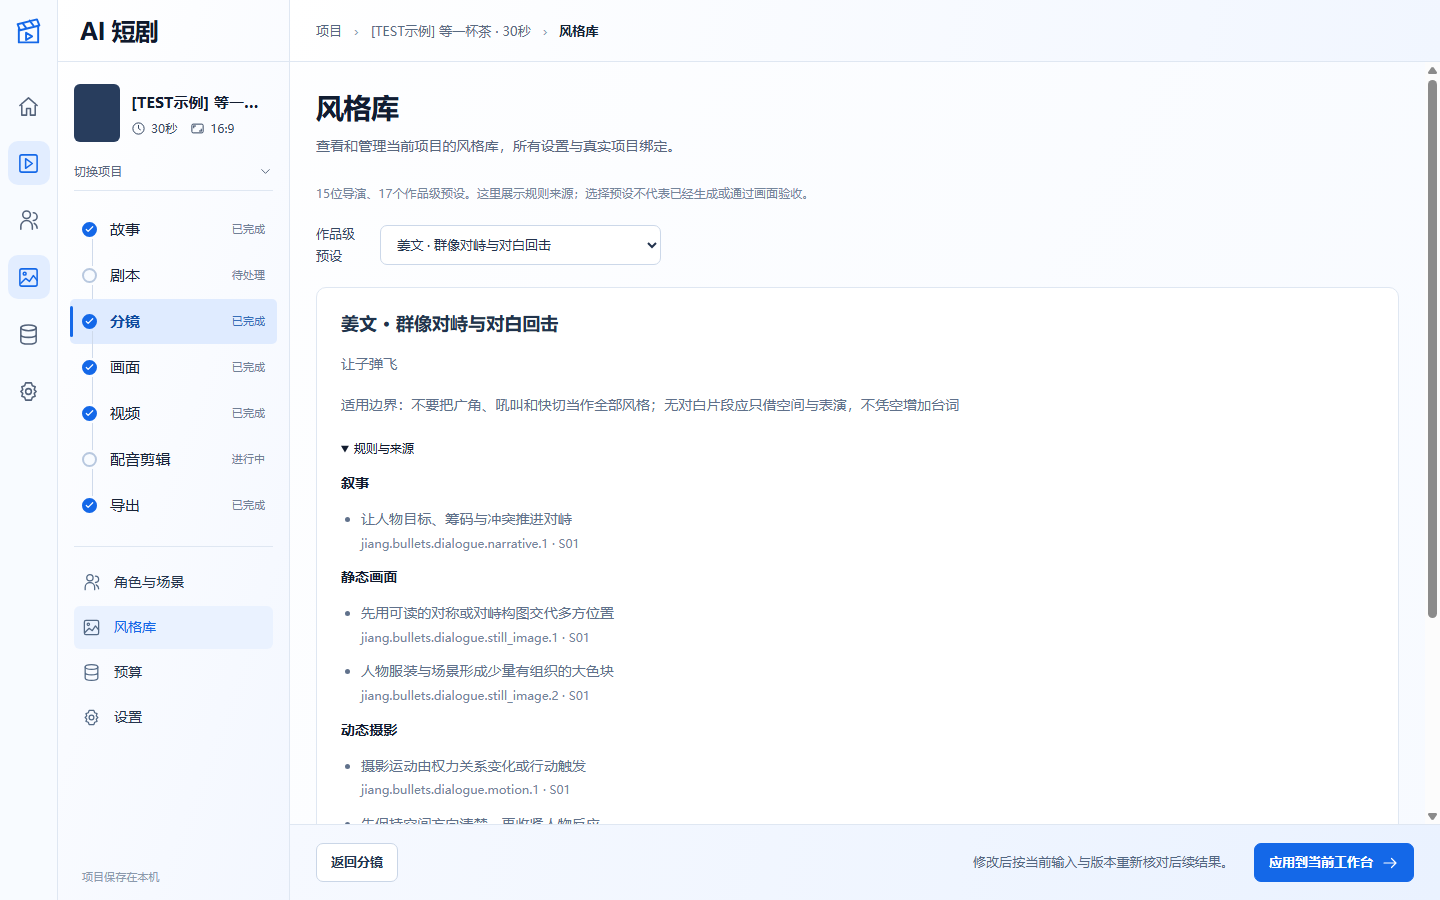 AI 短剧
项目 › [TEST示例] 等一杯茶 · 30秒 › 风格库
[TEST示例] 等一...
30秒 16:9
切换项目
故事 已完成
剧本 待处理
分镜 已完成
画面 已完成
视频 已完成
配音剪辑 进行中
导出 已完成
角色与场景
风格库
预算
设置
项目保存在本机
风格库
查看和管理当前项目的风格库，所有设置与真实项目绑定。
15位导演、17个作品级预设。这里展示规则来源；选择预设不代表已经生成或通过画面验收。
作品级
预设
姜文 · 群像对峙与对白回击
姜文 · 群像对峙与对白回击
让子弹飞
适用边界：不要把广角、吼叫和快切当作全部风格；无对白片段应只借空间与表演，不凭空增加台词
▼ 规则与来源
叙事
• 让人物目标、筹码与冲突推进对峙
jiang.bullets.dialogue.narrative.1 · S01
静态画面
• 先用可读的对称或对峙构图交代多方位置
jiang.bullets.dialogue.still_image.1 · S01
• 人物服装与场景形成少量有组织的大色块
jiang.bullets.dialogue.still_image.2 · S01
动态摄影
• 摄影运动由权力关系变化或行动触发
jiang.bullets.dialogue.motion.1 · S01
• 先保持空间方向清楚，再收紧人物反应
返回分镜
修改后按当前输入与版本重新核对后续结果。
应用到当前工作台 →